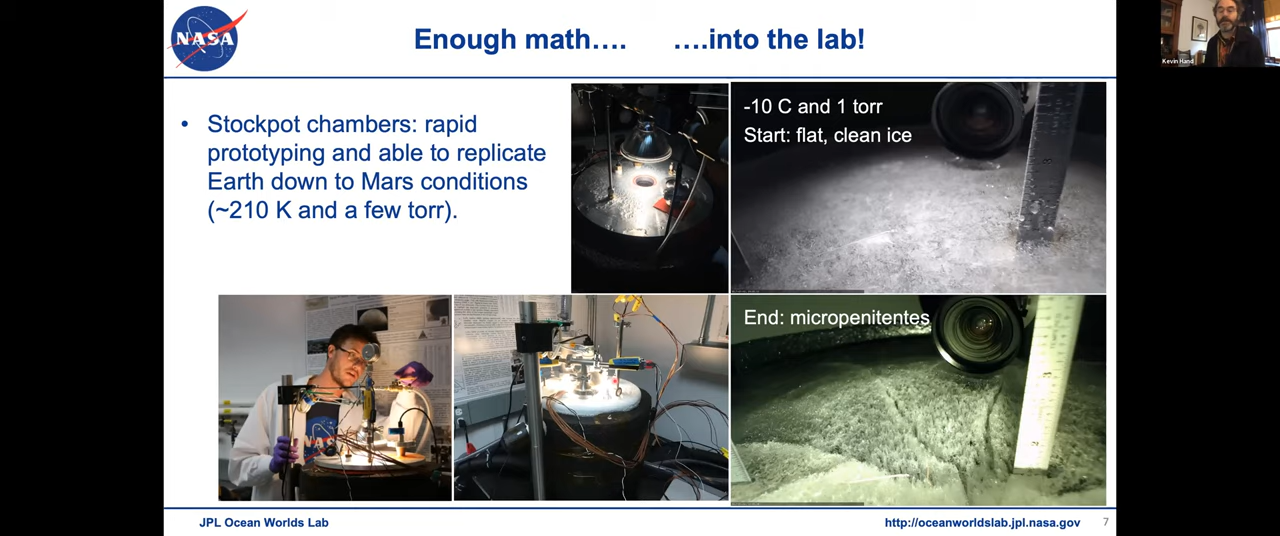 NASA
Enough math.... ....into the lab!
• Stockpot chambers: rapid
prototyping and able to replicate
Earth down to Mars conditions
(~210 K and a few torr).
-10 C and 1 torr
Start: flat, clean ice
End: micropenitentes
NASA
JPL Ocean Worlds Lab
http://oceanworldslab.jpl.nasa.gov
7
Kevin Hand